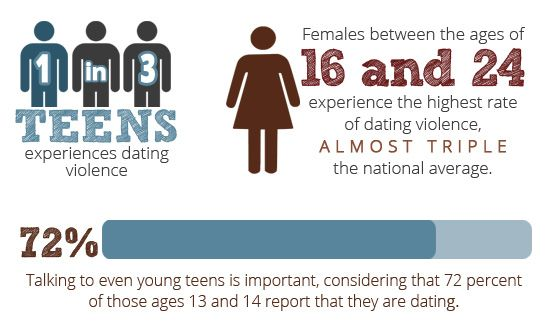 1 in 3
TEENS
experiences dating
violence
Females between the ages of
16 and 24
experience the highest rate
of dating violence,
ALMOST TRIPLE
the national average.
72%
Talking to even young teens is important, considering that 72 percent
of those ages 13 and 14 report that they are dating.